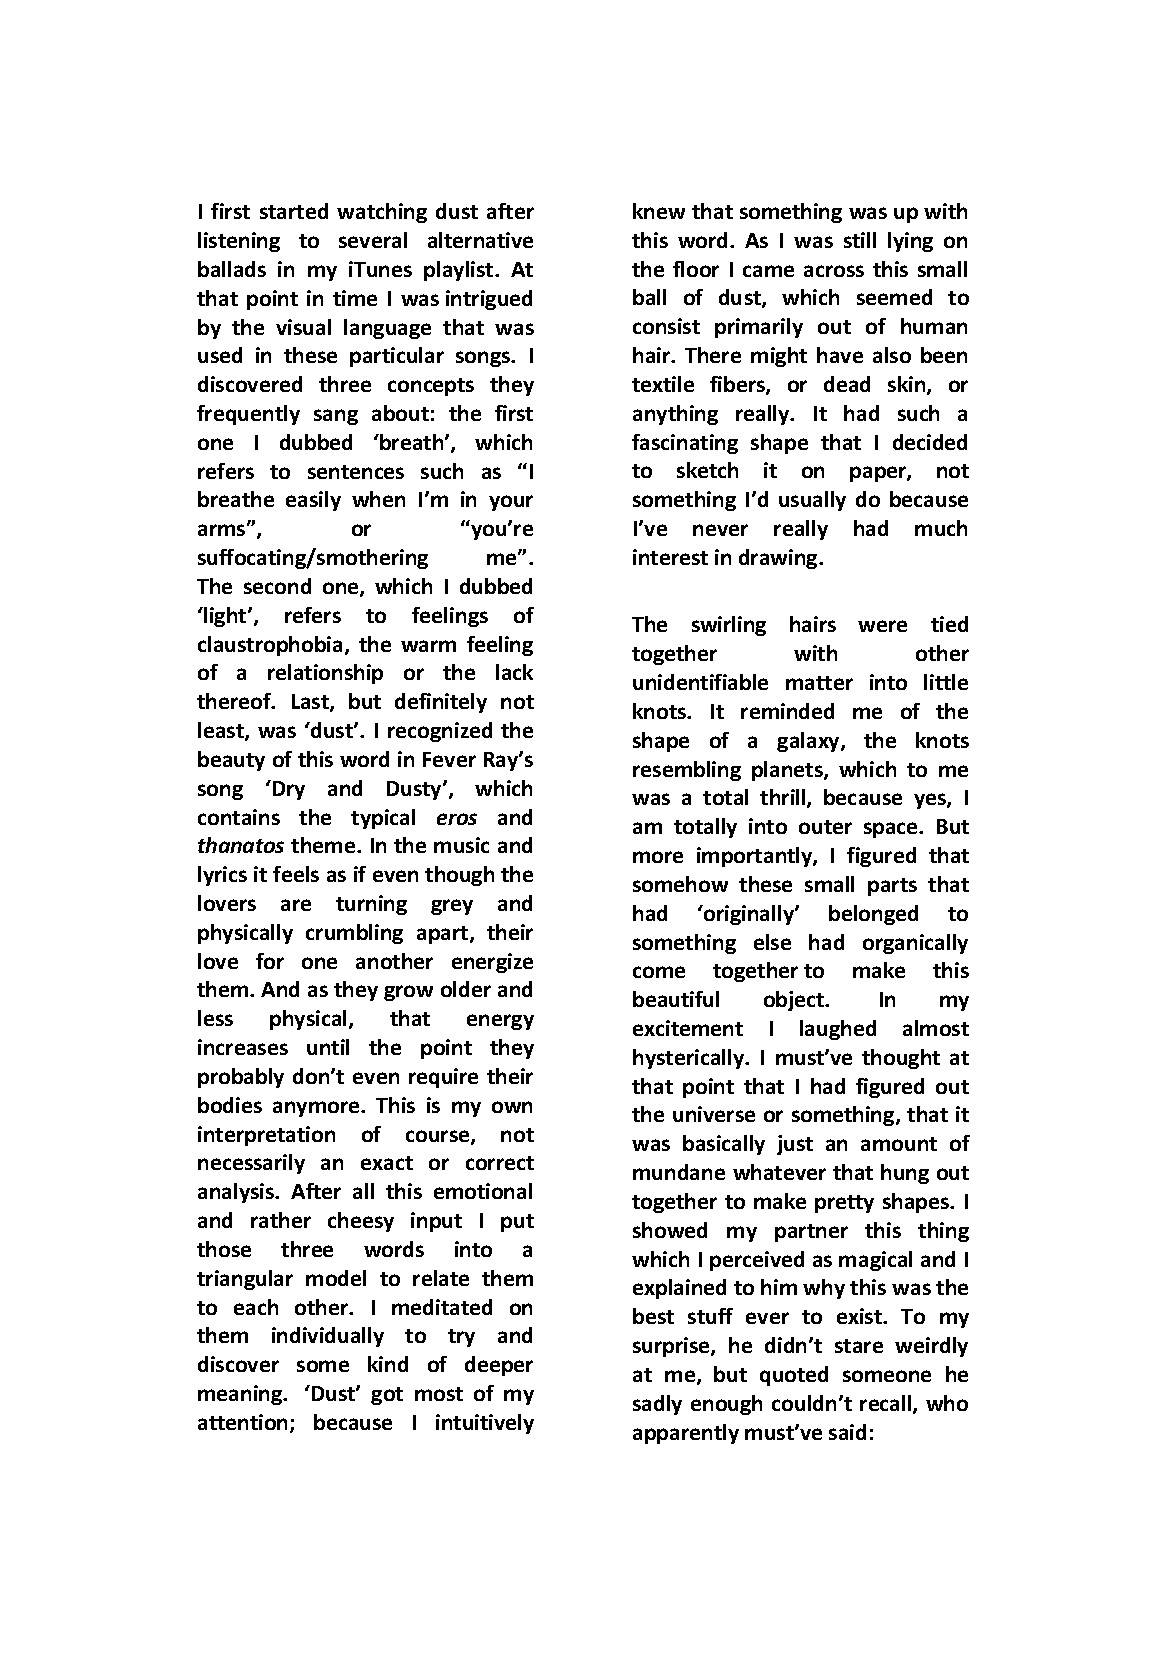 I first started watching dust after
listening to several alternative
ballads in my iTunes playlist. At
that point in time I was intrigued
by the visual language that was
used in these particular songs. I
discovered three concepts they
frequently sang about: the first
one I dubbed ‘breath’, which
refers to sentences such as “I
breathe easily when I’m in your
arms”, or “you’re
suffocating/smothering me”.
The second one, which I dubbed
‘light’, refers to feelings of
claustrophobia, the warm feeling
of a relationship or the lack
thereof. Last, but definitely not
least, was ‘dust’. I recognized the
beauty of this word in Fever Ray’s
song ‘Dry and Dusty’, which
contains the typical eros and
thanatos theme. In the music and
lyrics it feels as if even though the
lovers are turning grey and
physically crumbling apart, their
love for one another energize
them. And as they grow older and
less physical, that energy
increases until the point they
probably don’t even require their
bodies anymore. This is my own
interpretation of course, not
necessarily an exact or correct
analysis. After all this emotional
and rather cheesy input I put
those three words into a
triangular model to relate them
to each other. I meditated on
them individually to try and
discover some kind of deeper
meaning. ‘Dust’ got most of my
attention; because I intuitively
knew that something was up with
this word. As I was still lying on
the floor I came across this small
ball of dust, which seemed to
consist primarily out of human
hair. There might have also been
textile fibers, or dead skin, or
anything really. It had such a
fascinating shape that I decided
to sketch it on paper, not
something I’d usually do because
I’ve never really had much
interest in drawing.
The swirling hairs were tied
together with other
unidentifiable matter into little
knots. It reminded me of the
shape of a galaxy, the knots
resembling planets, which to me
was a total thrill, because yes, I
am totally into outer space. But
more importantly, I figured that
somehow these small parts that
had ‘originally’ belonged to
something else had organically
come together to make this
beautiful object. In my
excitement I laughed almost
hysterically. I must’ve thought at
that point that I had figured out
the universe or something, that it
was basically just an amount of
mundane whatever that hung out
together to make pretty shapes. I
showed my partner this thing
which I perceived as magical and I
explained to him why this was the
best stuff ever to exist. To my
surprise, he didn’t stare weirdly
at me, but quoted someone he
sadly enough couldn’t recall, who
apparently must’ve said: